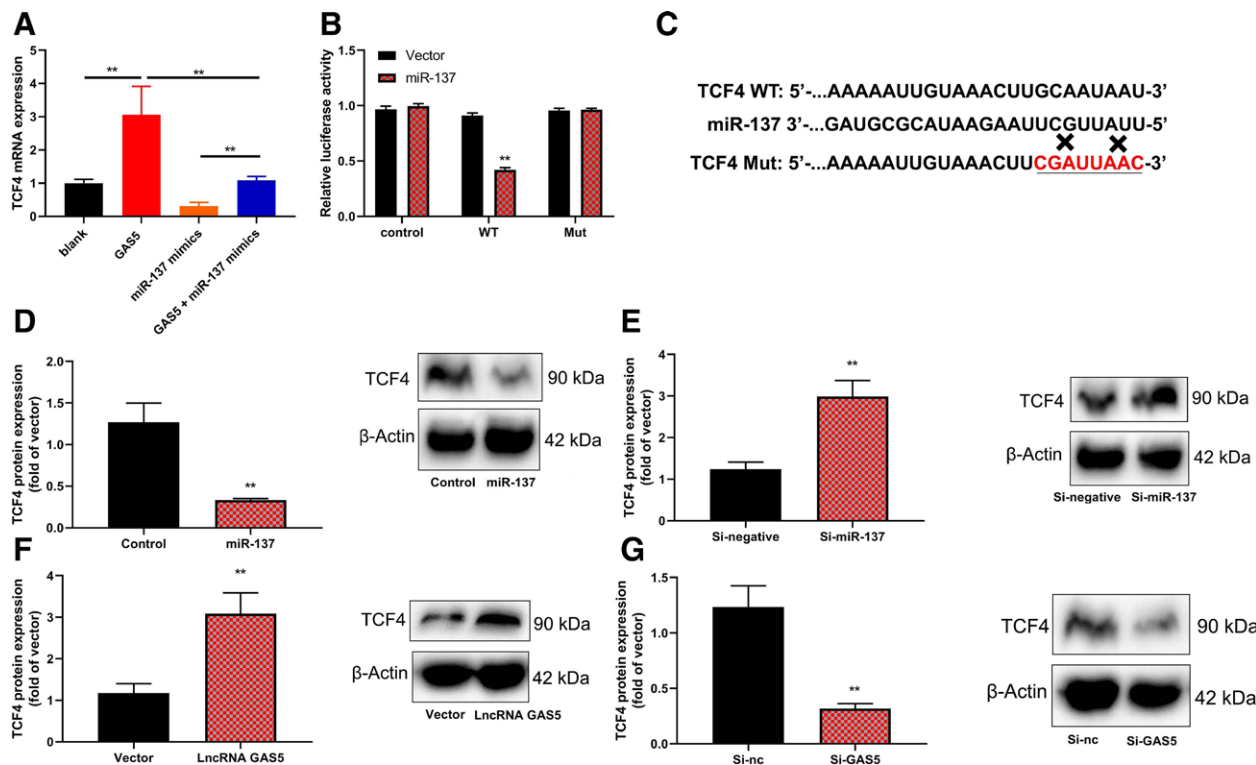 A
TCF4 mRNA expression
5
4
3
2
1
0
**
**
**
blank
GAS5
miR-137 mimics
GAS5 + miR-137 mimics
B
Relative luciferase activity
1.5
1.0
0.5
0.0
Vector
miR-137
**
control
WT
Mut
C
TCF4 WT: 5’-...AAAAAUUGUAAACUUGCAAUAAU-3’
miR-137 3’-GAUGCGCAUAAGAAUUCGUUAUU-5’
TCF4 Mut: 5’-...AAAAAUUGUAAACUUCGAUUAAC-3’
D
TCF4 protein expression
(fold of vector)
2.0
1.5
1.0
0.5
0.0
**
Control
miR-137
TCF4
90 kDa
β-Actin
42 kDa
Control miR-137
E
TCF4 protein expression
(fold of vector)
4
3
2
1
0
**
Si-negative
Si-miR-137
TCF4
90 kDa
β-Actin
42 kDa
Si-negative Si-miR-137
F
TCF4 protein expression
(fold of vector)
4
3
2
1
0
**
Vector
LncRNA GAS5
TCF4
90 kDa
β-Actin
42 kDa
Vector LncRNA GAS5
G
TCF4 protein expression
(fold of vector)
1.5
1.0
0.5
0.0
**
Si-nc
Si-GAS5
TCF4
90 kDa
β-Actin
42 kDa
Si-nc Si-GAS5